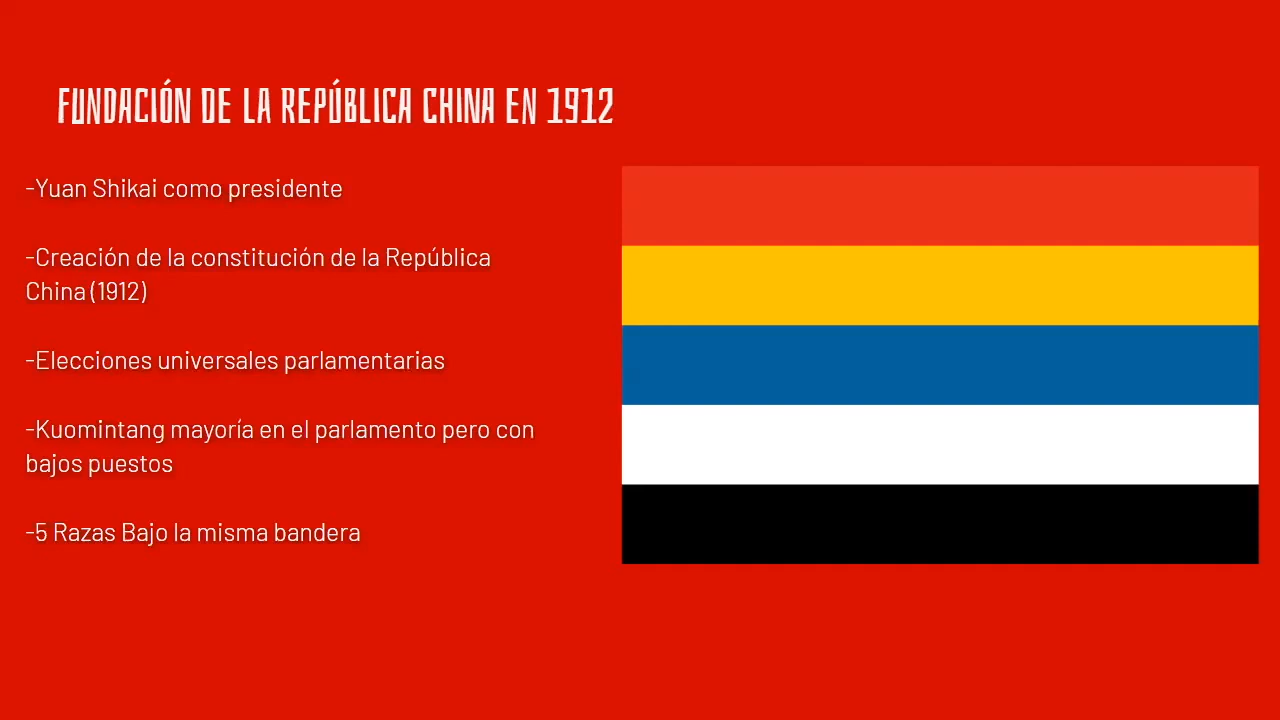 FUNDACIÓN DE LA REPÚBLICA CHINA EN 1912
-Yuan Shikai como presidente
-Creación de la constitución de la República
China (1912)
-Elecciones universales parlamentarias
-Kuomintang mayoría en el parlamento pero con
bajos puestos
-5 Razas Bajo la misma bandera